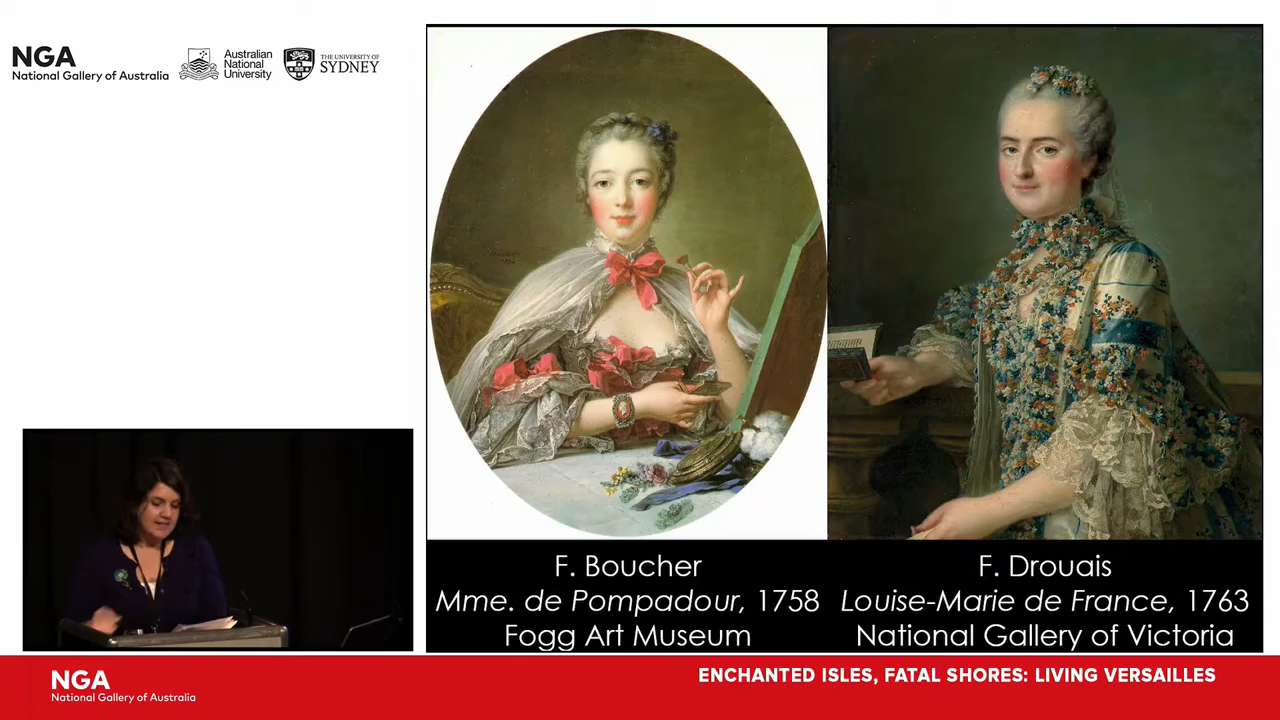 NGA
National Gallery of Australia
Australian
National
University
THE UNIVERSITY OF
SYDNEY
F. Boucher
Mme. de Pompadour, 1758
Fogg Art Museum
F. Drouais
Louise-Marie de France, 1763
National Gallery of Victoria
NGA
National Gallery of Australia
ENCHANTED ISLES, FATAL SHORES: LIVING VERSAILLES